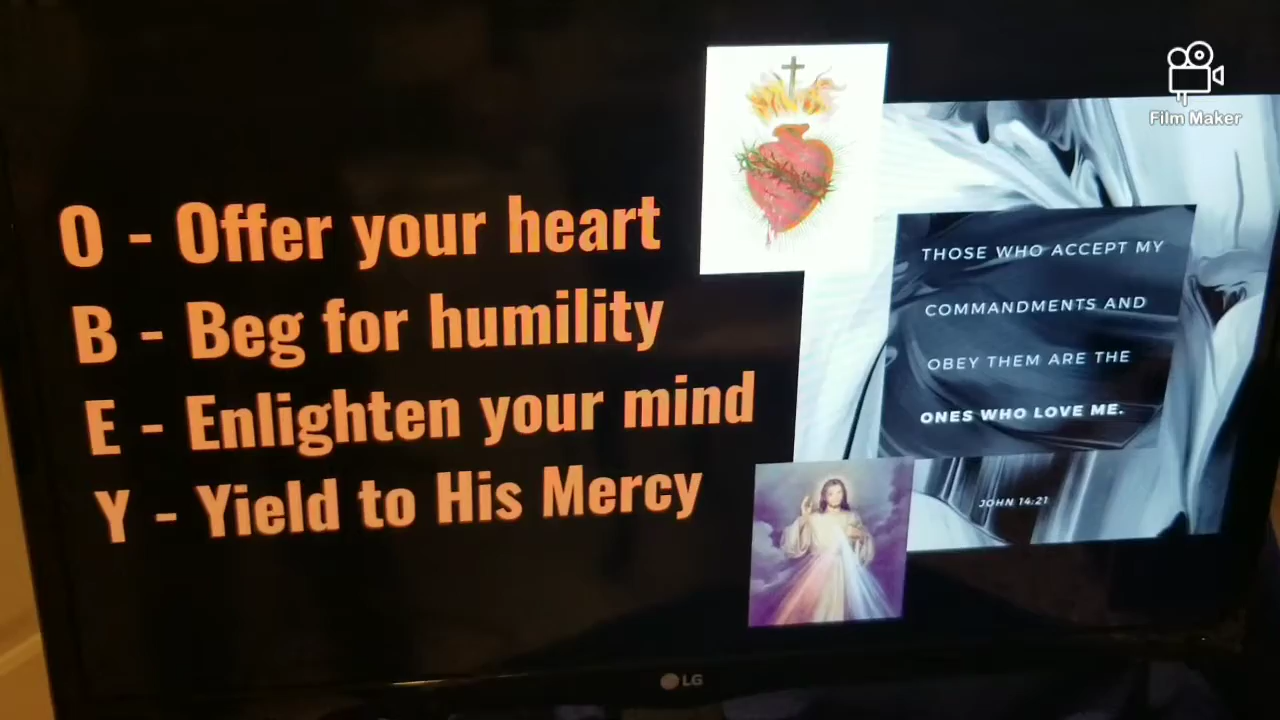 Film Maker
O - Offer your heart
B - Beg for humility
E - Enlighten your mind
Y - Yield to His Mercy
THOSE WHO ACCEPT MY
COMMANDMENTS AND
OBEY THEM ARE THE
ONES WHO LOVE ME.
JOHN 14:21
LG